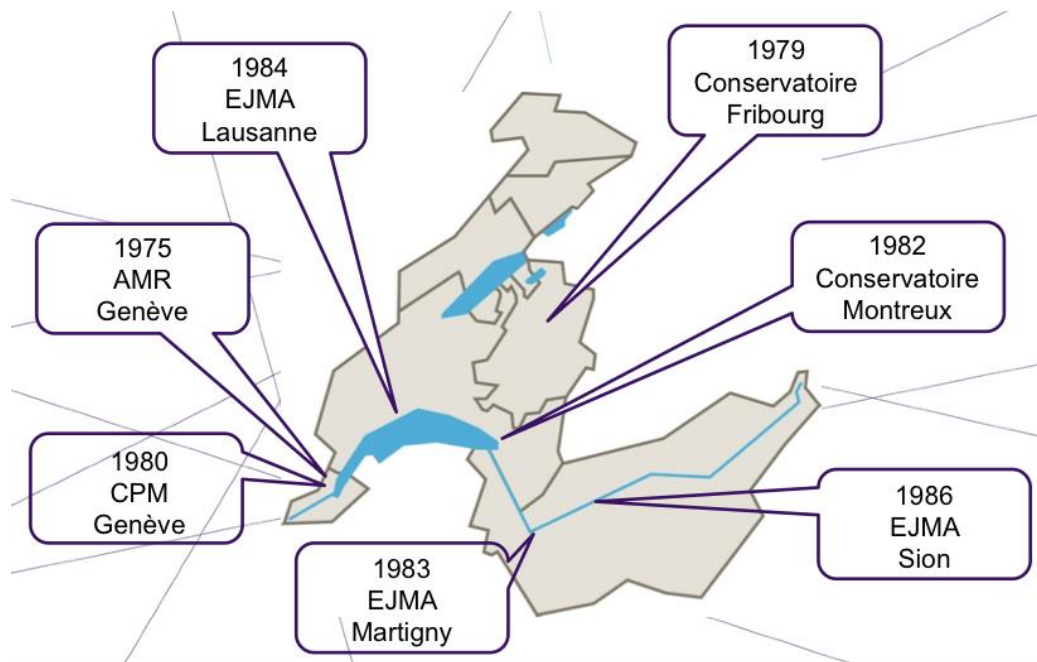 1984
EJMA
Lausanne
1979
Conservatoire
Fribourg
1975
AMR
Genève
1982
Conservatoire
Montreux
1980
CPM
Genève
1986
EJMA
Sion
1983
EJMA
Martigny